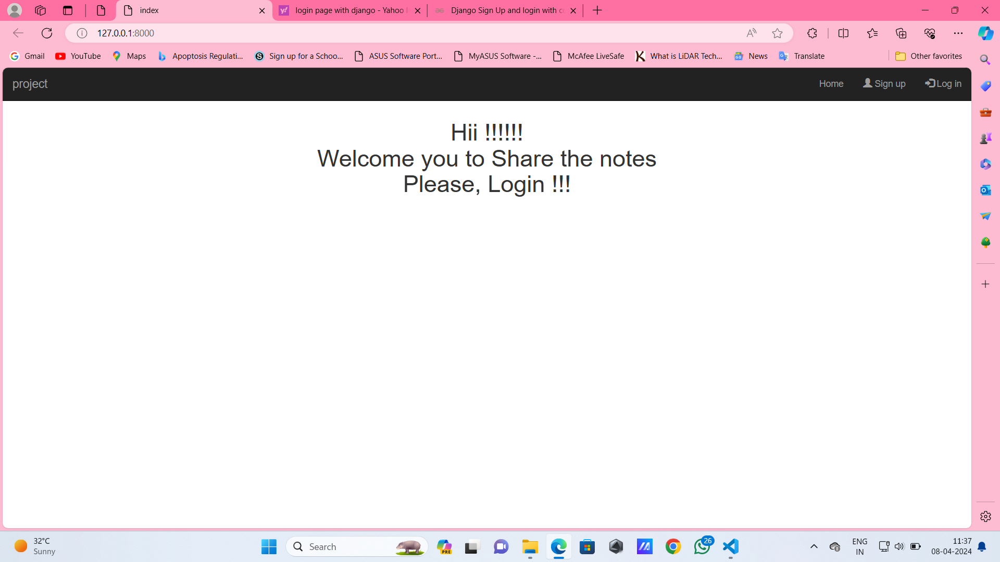 index
login page with django - Yahoo
Django Sign Up and login with
127.0.0.1:8000
Gmail
YouTube
Maps
Apoptosis Regulati...
Sign up for a Schoo...
ASUS Software Port...
MyASUS Software -...
McAfee LiveSafe
What is LiDAR Tech...
News
Translate
Other favorites
project
Home
Sign up
Log in
Hii !!!!!!
Welcome you to Share the notes
Please, Login !!!
32°C
Sunny
Search
PRE
26
ENG
IN
11:37
08-04-2024